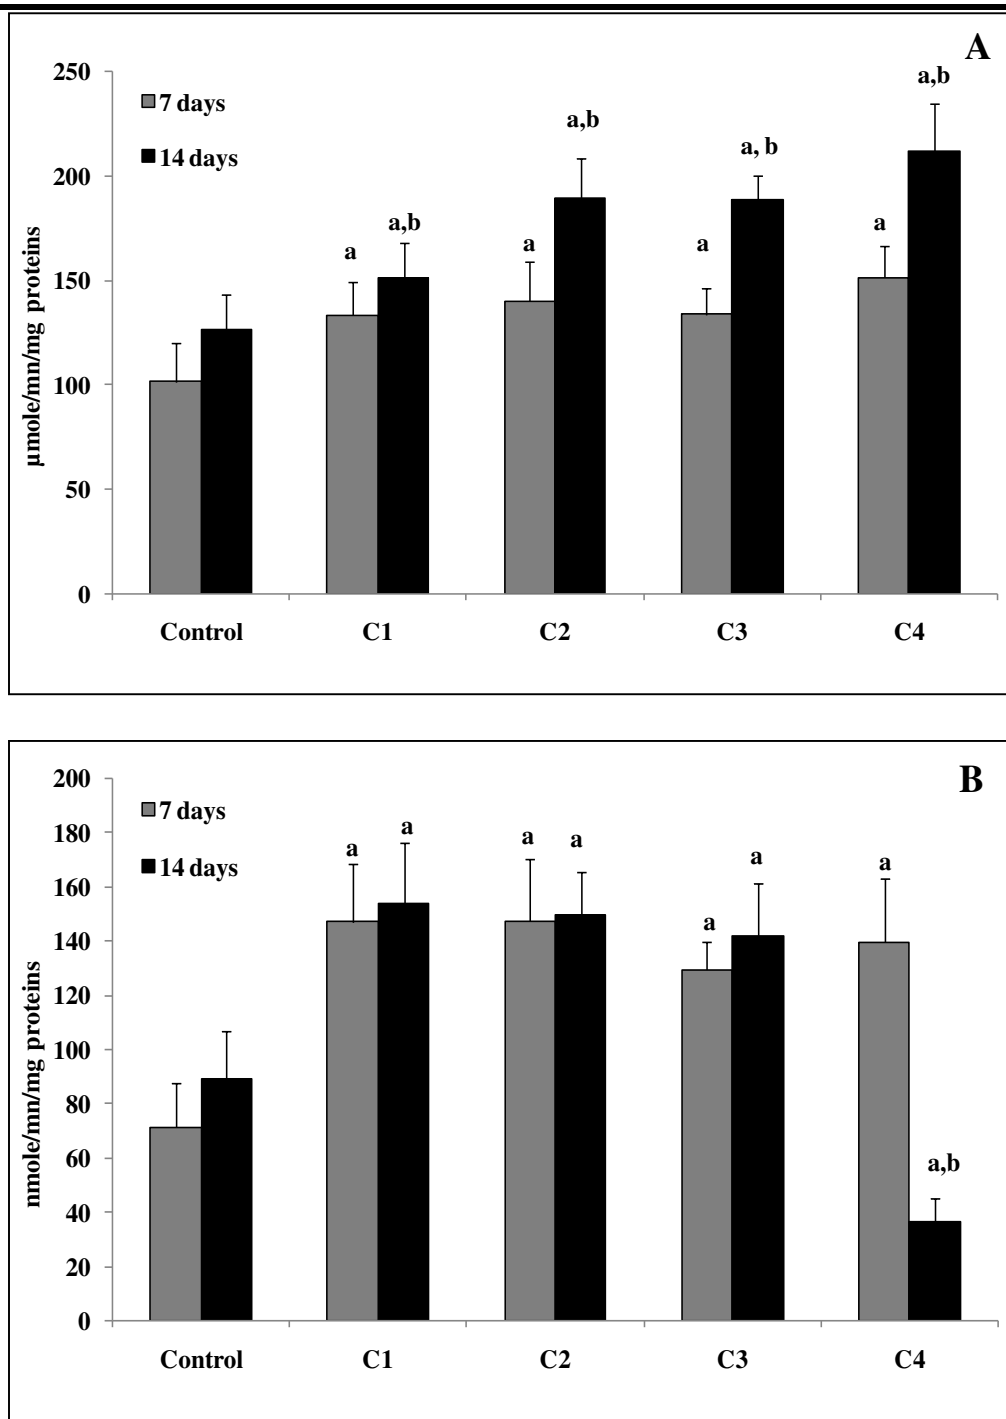 A
250
200
150
100
50
0
µmole/mn/mg proteins
7 days
14 days
a
a,b
a
a,b
a
a, b
a
a,b
Control C1 C2 C3 C4
B
200
180
160
140
120
100
80
60
40
20
0
nmole/mn/mg proteins
7 days
14 days
a
a
a
a
a
a
a
a,b
Control C1 C2 C3 C4